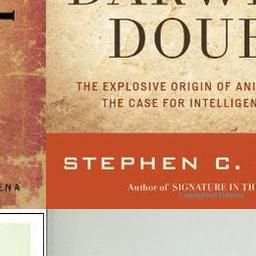 DOUB
THE EXPLOSIVE ORIGIN OF ANI
THE CASE FOR INTELLIGEN
STEPHEN C.
Author of SIGNATURE IN TH
ENA